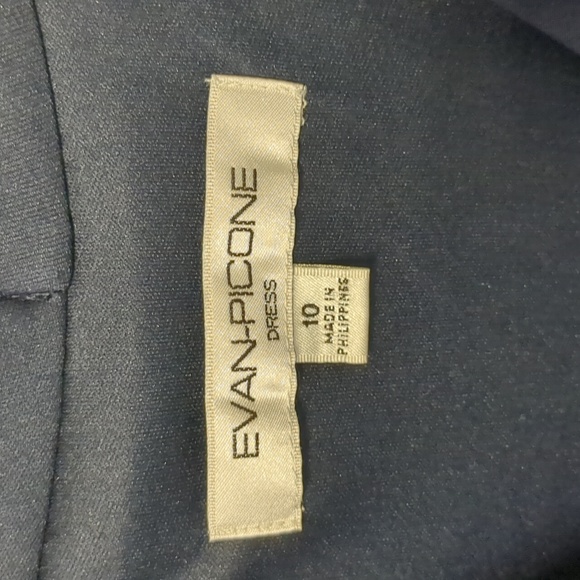 EVAN-PICONE
DRESS
10
MADE IN
PHILIPPINES